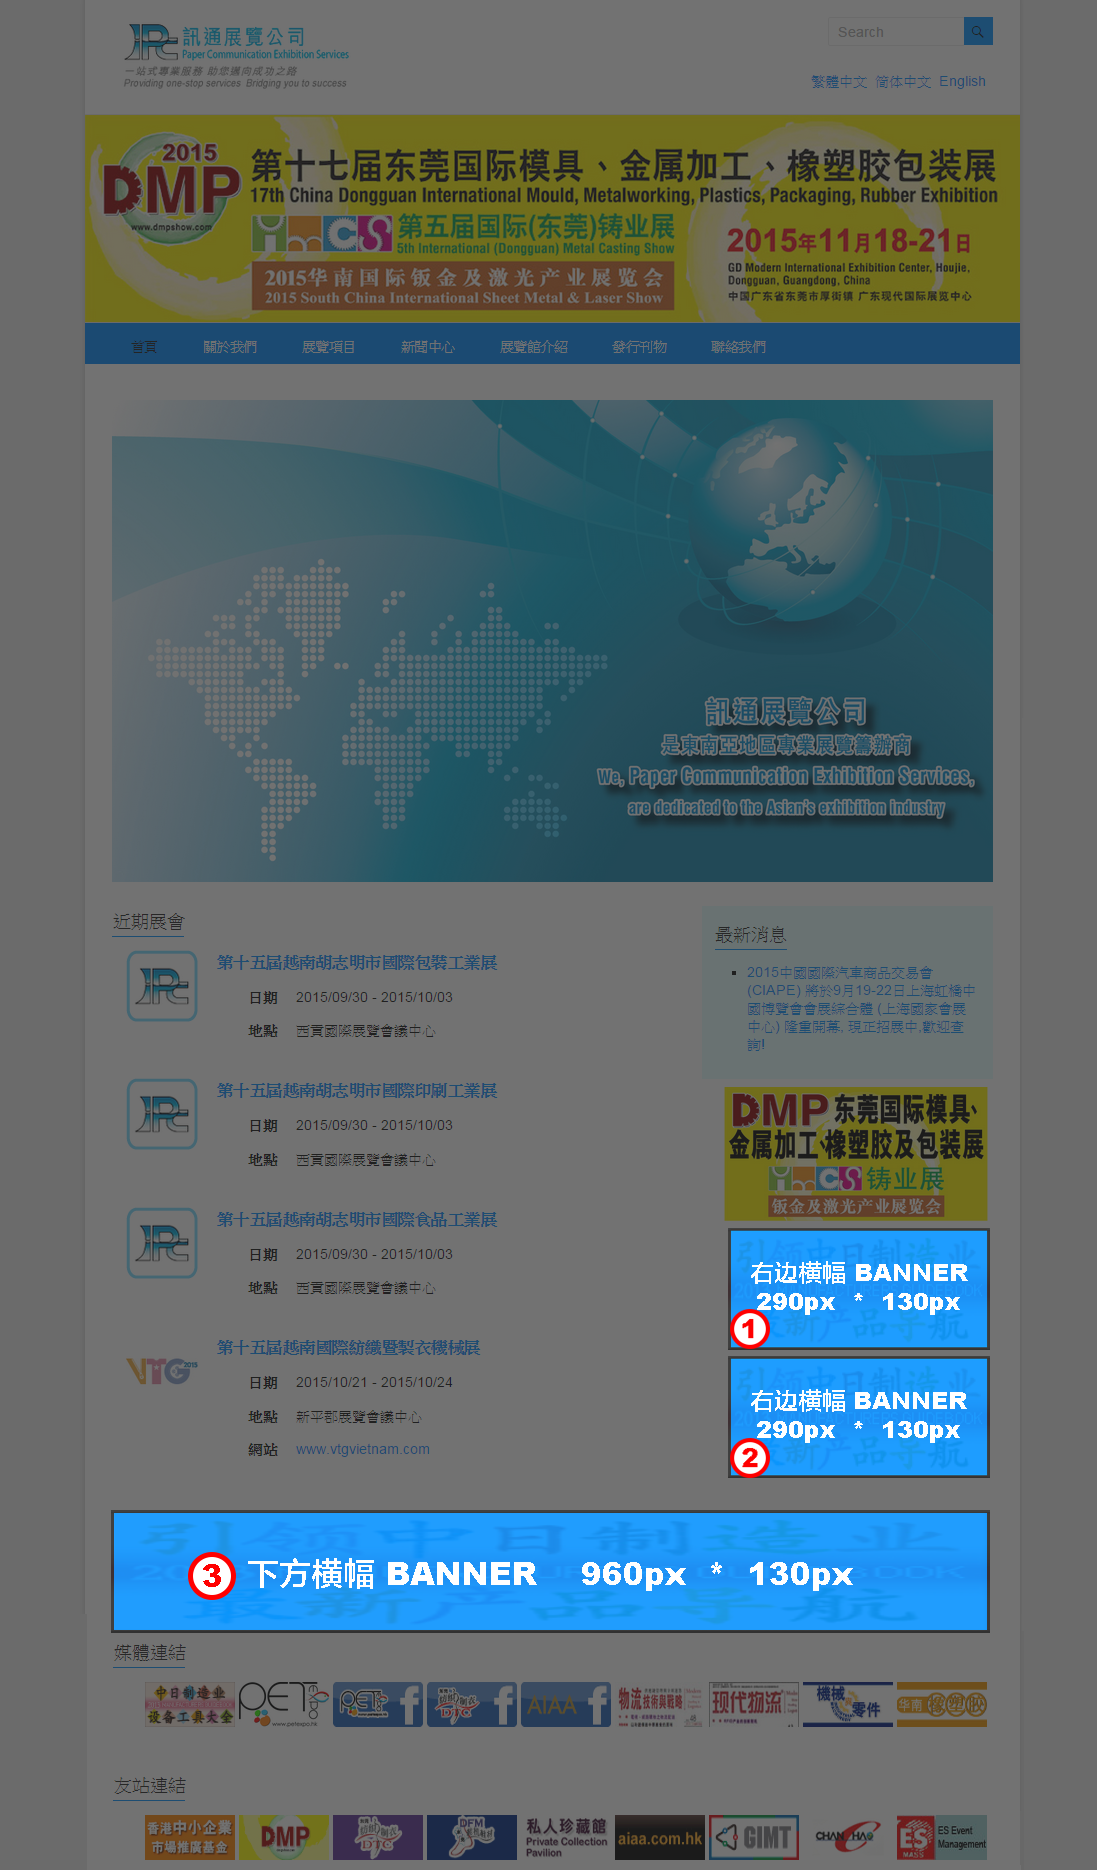 訊通展覽公司
Paper Communication Exhibition Services
一站式專業服務 助您邁向成功之路
Providing one-stop services Bridging you to success
Search
繁體中文 简体中文 English
2015
DMP
www.dmpshow.com
第十七届东莞国际模具、金属加工、橡塑胶包装展
17th China Dongguan International Mould, Metalworking, Plastics, Packaging, Rubber Exhibition
第五届国际(东莞)铸业展
5th International (Dongguan) Metal Casting Show
2015华南国际钣金及激光产业展览会
2015 South China International Sheet Metal & Laser Show
2015年11月18-21日
GD Modern International Exhibition Center, Houjie,
Dongguan, Guangdong, China
中国广东省东莞市厚街镇 广东现代国际展览中心
首頁 關於我們 展覽項目 新聞中心 展覽館介紹 發行刊物 聯絡我們
訊通展覽公司
是東南亞地區專業展覽籌辦商
We, Paper Communication Exhibition Services,
are dedicated to the Asian's exhibition industry
近期展會
第十五屆越南胡志明市國際包裝工業展
日期 2015/09/30 - 2015/10/03
地點 西貢國際展覽會議中心
第十五屆越南胡志明市國際印刷工業展
日期 2015/09/30 - 2015/10/03
地點 西貢國際展覽會議中心
第十五屆越南胡志明市國際食品工業展
日期 2015/09/30 - 2015/10/03
地點 西貢國際展覽會議中心
VTG 2015
第十五屆越南國際紡織暨製衣機械展
日期 2015/10/21 - 2015/10/24
地點 新平郡展覽會議中心
網站 www.vtgvietnam.com
最新消息
2015中國國際汽車商品交易會
(CIAPE) 將於9月19-22日上海虹橋中
國博覽會會展綜合體 (上海國家會展
中心) 隆重開幕, 現正招展中,歡迎查
詢!
DMP东莞国际模具、
金属加工、橡塑胶及包装展
铸业展
钣金及激光产业展览会
右边横幅 BANNER
290px * 130px
1
右边横幅 BANNER
290px * 130px
2
3 下方横幅 BANNER 960px * 130px
媒體連結
中日制造业
设备工具大全
PET EXPO
www.petexpo.hk
PET
DTC
AIAA
物流
技術與戰略
现代物流
機械
零件
华南 橡塑胶
友站連結
香港中小企業
市場推廣基金
DMP
DTC
DFM
私人珍藏館
Private Collection
Pavilion
aiaa.com.hk
GIMT
CHAN CHAO
ES
MASS
ES Event
Management